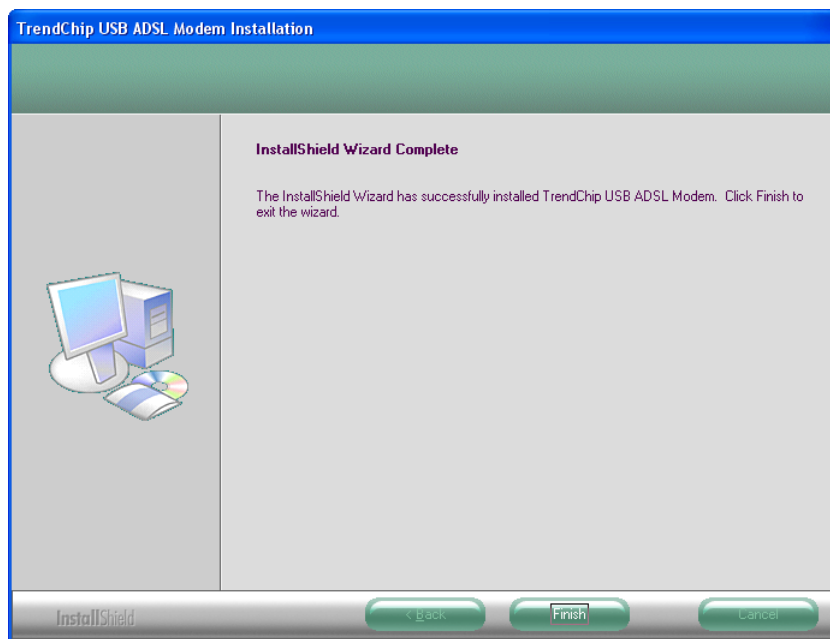 TrendChip USB ADSL Modem Installation
InstallShield Wizard Complete
The InstallShield Wizard has successfully installed TrendChip USB ADSL Modem. Click Finish to
exit the wizard.
InstallShield
< Back
Finish
Cancel